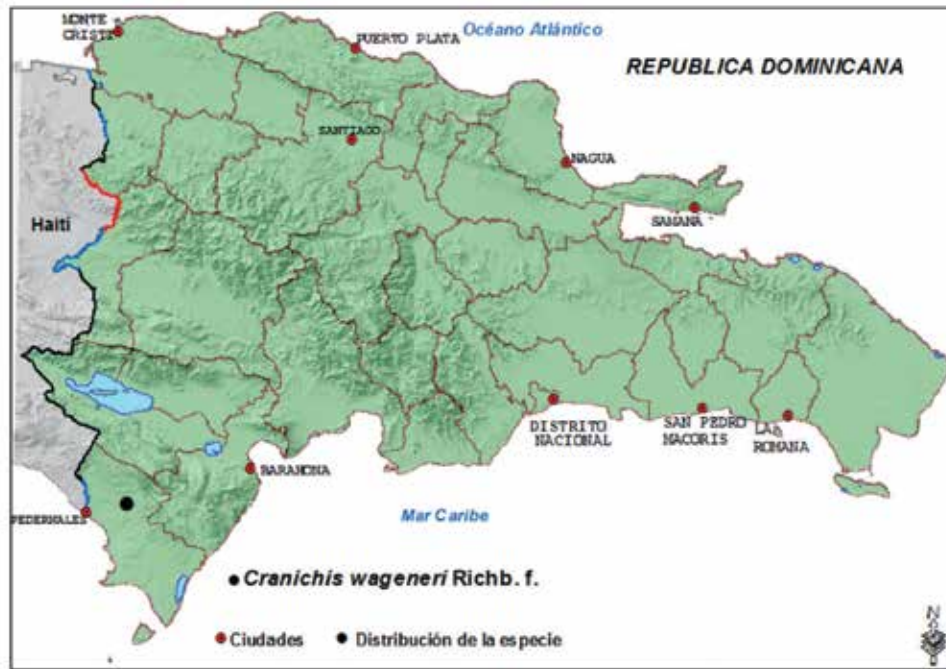 MONTE
CRISTI
PUERTO PLATA
Océano Atlántico
REPUBLICA DOMINICANA
SANTIAGO
NAGUA
SAMANA
Haití
DISTRITO
NACIONAL
SAN PEDRO
MACORIS
LA
ROMANA
BARAHONA
PEDERNALES
Mar Caribe
Cranichis wageneri Richb. f.
Ciudades
Distribución de la especie